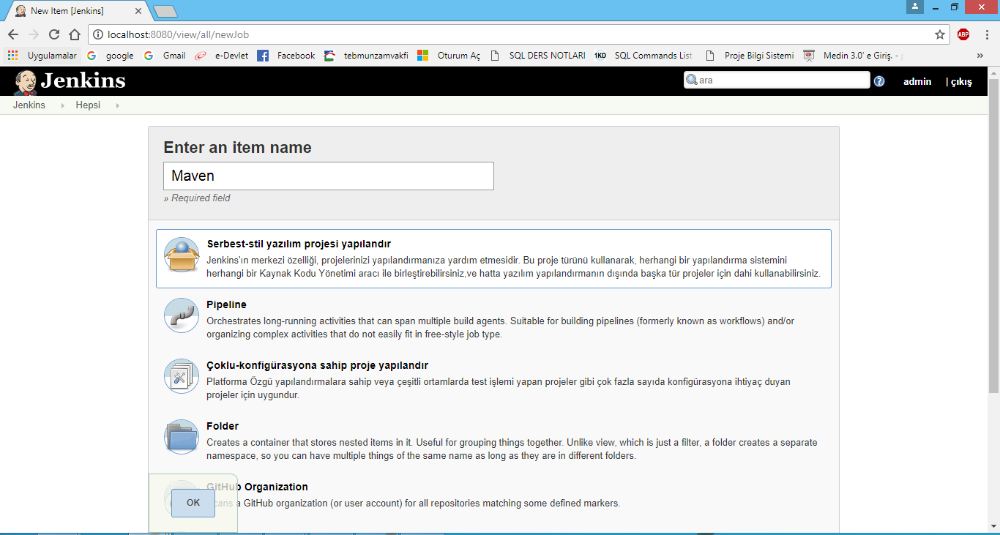 New Item [Jenkins]
localhost:8080/view/all/newJob
ABP
Uygulamalar google Gmail e-Devlet Facebook tebmunzamvakfi Oturum Aç SQL DERS NOTLARI 1KD SQL Commands List Proje Bilgi Sistemi Medin 3.0' e Giriş. -
Jenkins
ara
admin | çıkış
Jenkins Hepsi
Enter an item name
Maven
» Required field
Serbest-stil yazılım projesi yapılandır
Jenkins'ın merkezi özelliği, projelerinizi yapılandırmanıza yardım etmesidir. Bu proje türünü kullanarak, herhangi bir yapılandırma sistemini
herhangi bir Kaynak Kodu Yönetimi aracı ile birleştirebilirsiniz,ve hatta yazılım yapılandırmanın dışında başka tür projeler için dahi kullanabilirsiniz.
Pipeline
Orchestrates long-running activities that can span multiple build agents. Suitable for building pipelines (formerly known as workflows) and/or
organizing complex activities that do not easily fit in free-style job type.
Çoklu-konfigürasyona sahip proje yapılandır
Platforma Özgü yapılandırmalara sahip veya çeşitli ortamlarda test işlemi yapan projeler gibi çok fazla sayıda konfigürasyona ihtiyaç duyan
projeler için uygundur.
Folder
Creates a container that stores nested items in it. Useful for grouping things together. Unlike view, which is just a filter, a folder creates a separate
namespace, so you can have multiple things of the same name as long as they are in different folders.
GitHub Organization
Scans a GitHub organization (or user account) for all repositories matching some defined markers.
OK